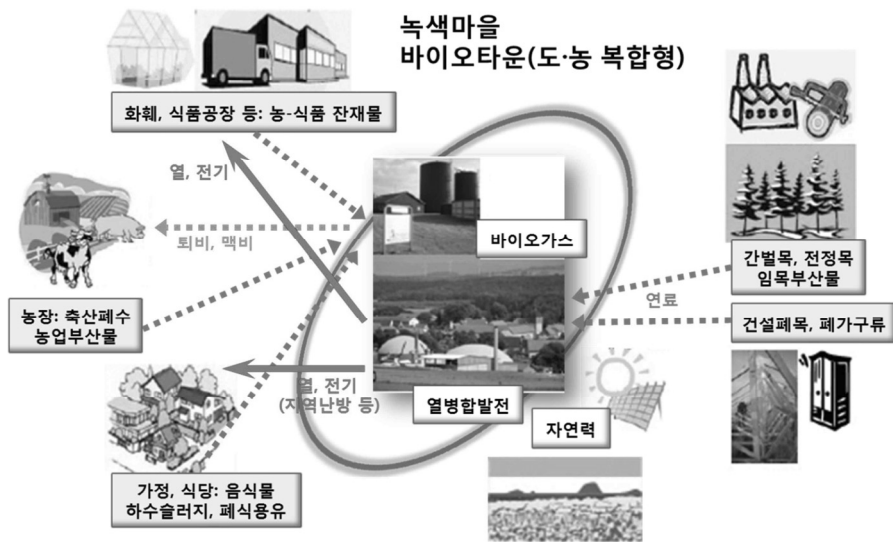 녹색마을
바이오타운(도·농 복합형)
화훼, 식품공장 등: 농-식품 잔재물
열, 전기
바이오가스
퇴비, 맥비
간벌목, 전정목
임목부산물
연료
농장: 축산폐수
농업부산물
건설폐목, 폐가구류
열, 전기
(지역난방 등)
열병합발전
자연력
가정, 식당: 음식물
하수슬러지, 폐식용유